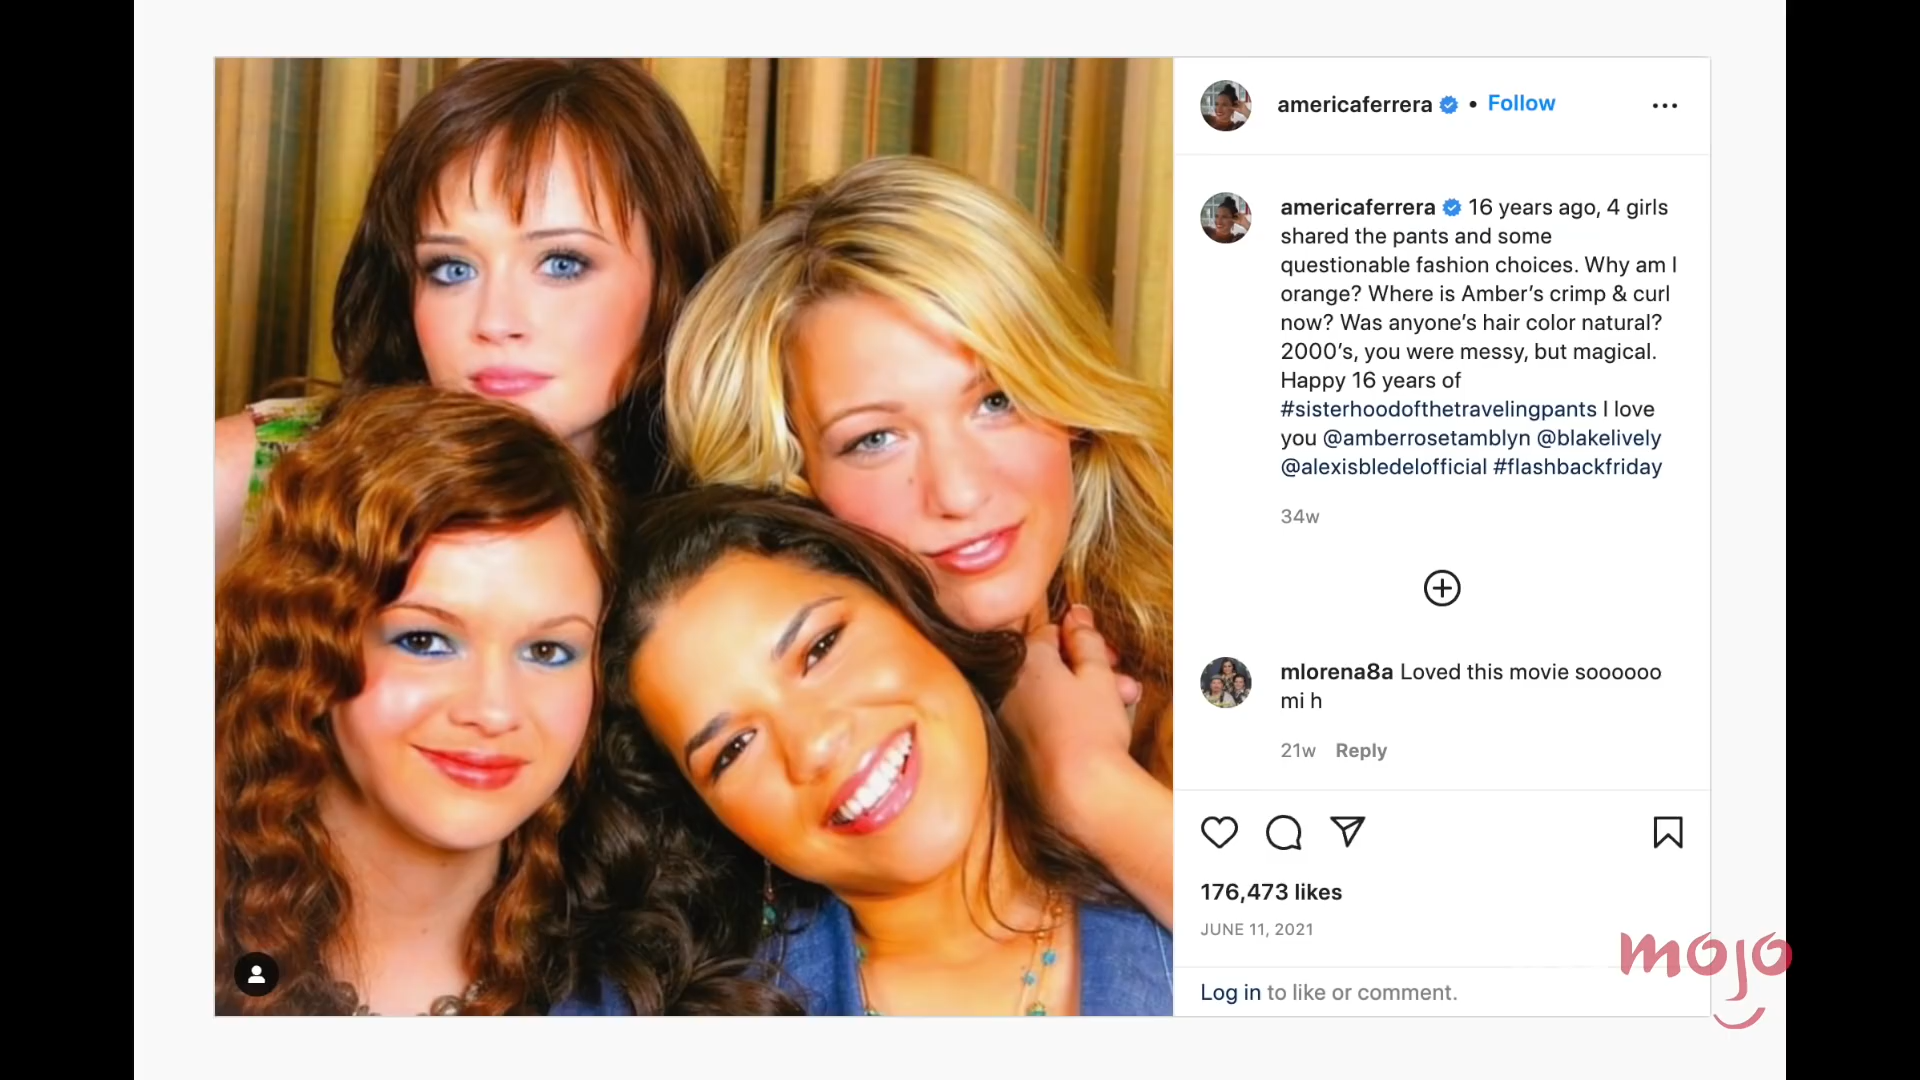 americaferrera • Follow
americaferrera 16 years ago, 4 girls
shared the pants and some
questionable fashion choices. Why am I
orange? Where is Amber’s crimp & curl
now? Was anyone’s hair color natural?
2000’s, you were messy, but magical.
Happy 16 years of
#sisterhoodofthetravelingpants I love
you @amberrosetamblyn @blakelively
@alexisbledelofficial #flashbackfriday
34w
mlorena8a Loved this movie soooooo
mi h
21w Reply
176,473 likes
JUNE 11, 2021
mojo
Log in to like or comment.